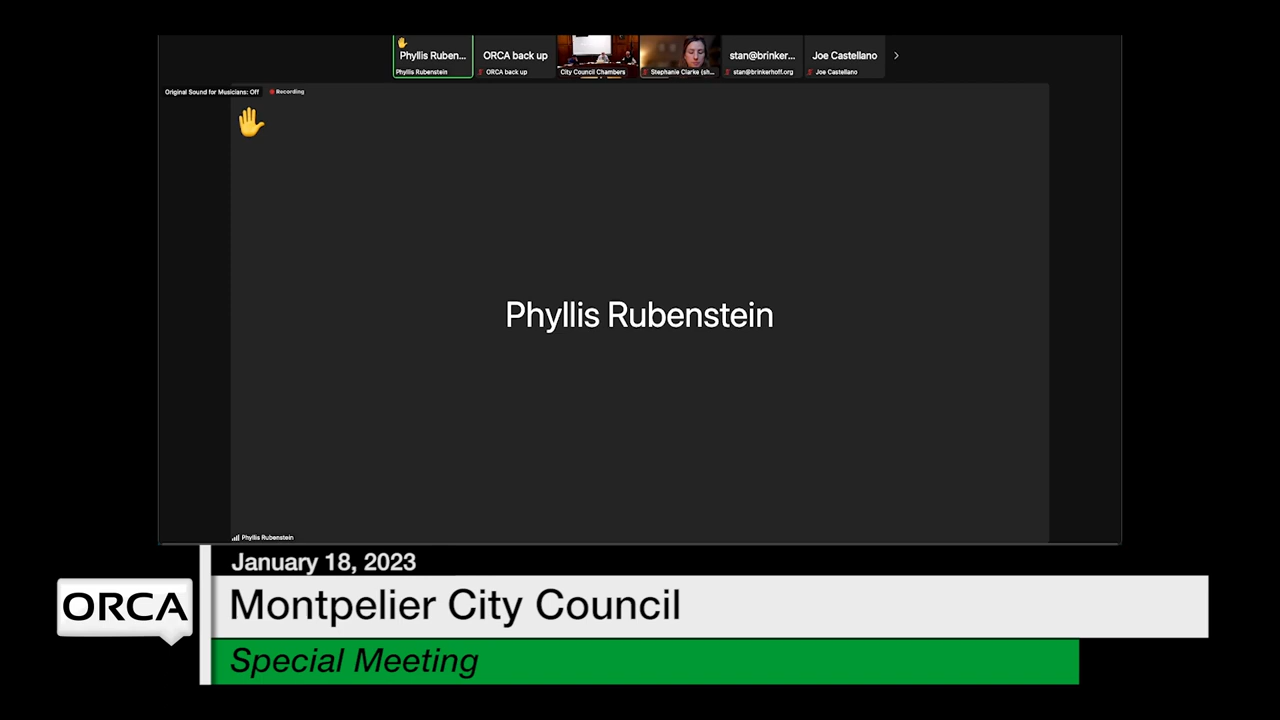 Phyllis Ruben...
Phyllis Rubenstein
ORCA back up
ORCA back up
City Council Chambers
Stephanie Clarke (sh...
stan@brinker...
stan@brinkerhoff.org
Joe Castellano
Joe Castellano
Original Sound for Musicians: Off
Recording
Phyllis Rubenstein
Phyllis Rubenstein
January 18, 2023
ORCA
Montpelier City Council
Special Meeting